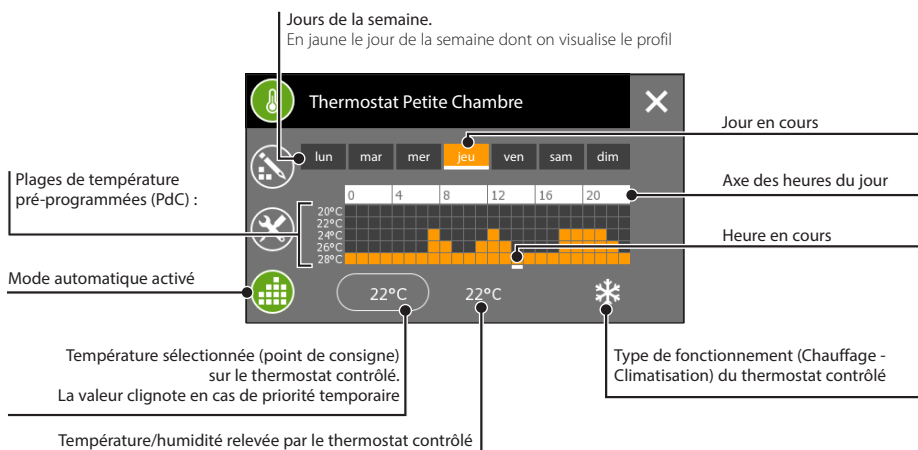 Jours de la semaine.
En jaune le jour de la semaine dont on visualise le profil
Thermostat Petite Chambre
Jour en cours
lun mar mer jeu ven sam dim
Plages de température
pré-programmées (PdC) :
Axe des heures du jour
0 4 8 12 16 20
20°C
22°C
24°C
26°C
28°C
Heure en cours
Mode automatique activé
22°C 22°C
Température sélectionnée (point de consigne)
sur le thermostat contrôlé.
La valeur clignote en cas de priorité temporaire
Type de fonctionnement (Chauffage -
Climatisation) du thermostat contrôlé
Température/humidité relevée par le thermostat contrôlé